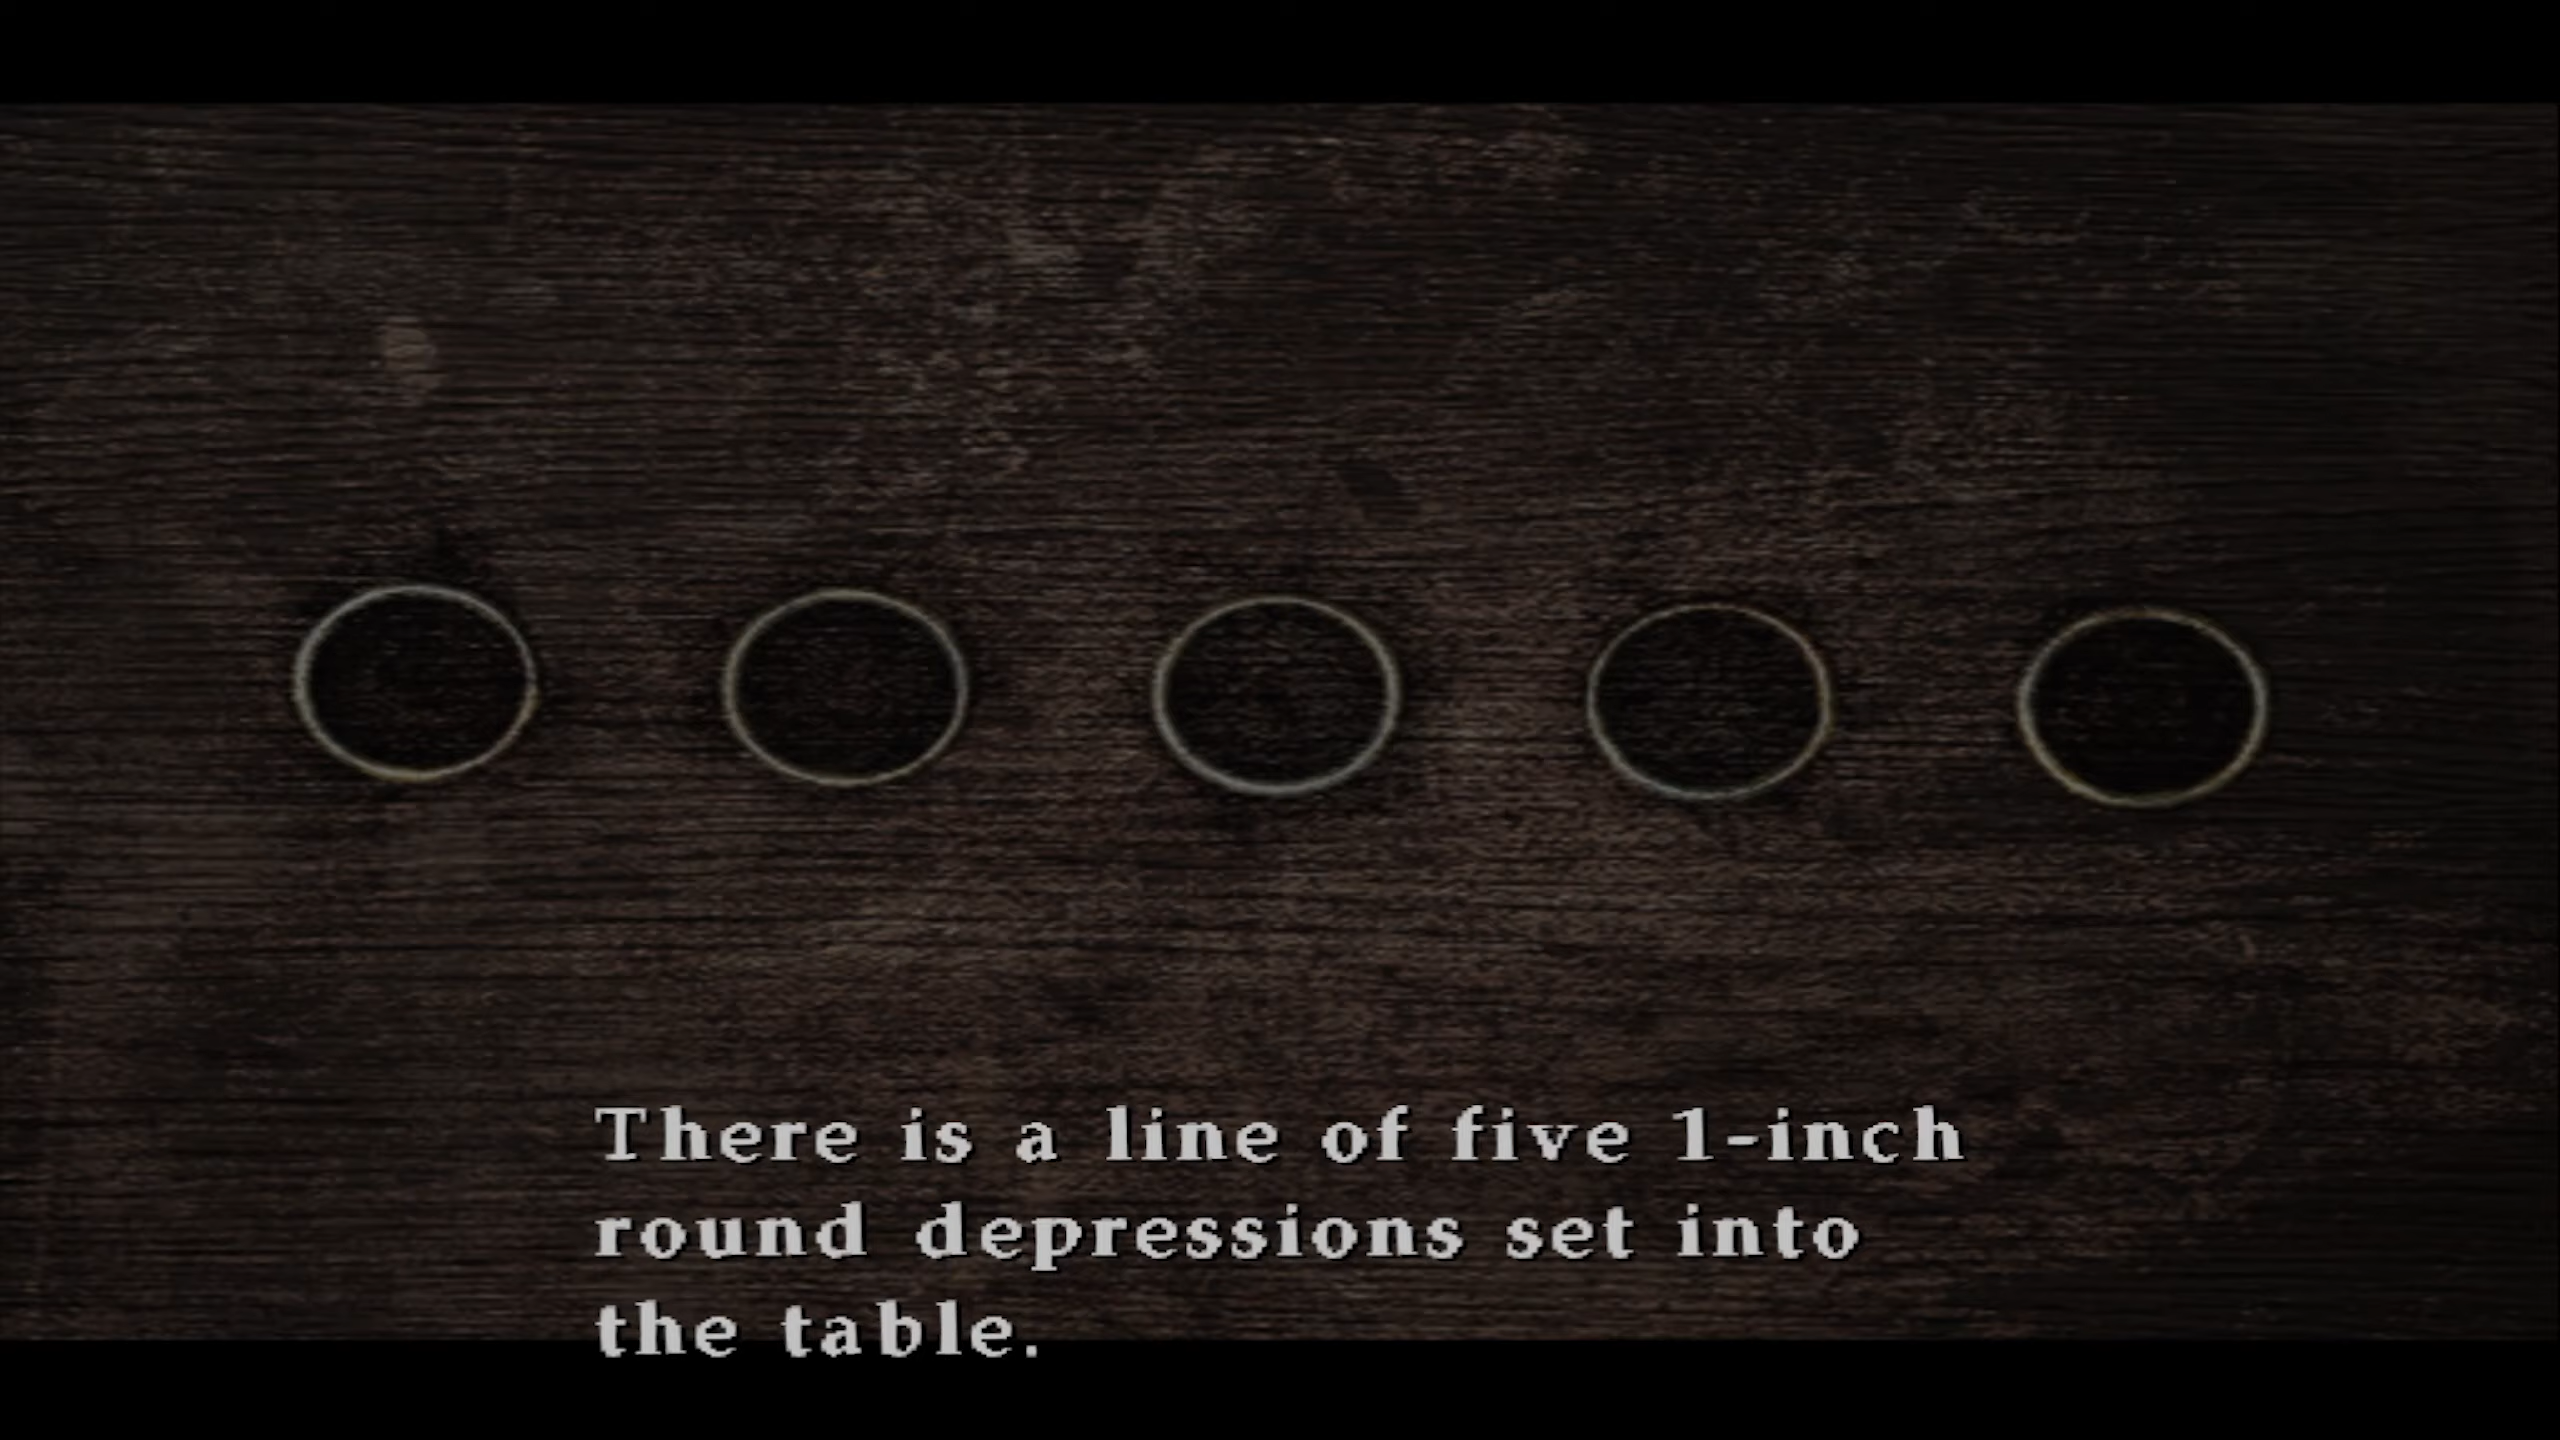 There is a line of five 1-inch
round depressions set into
the table.